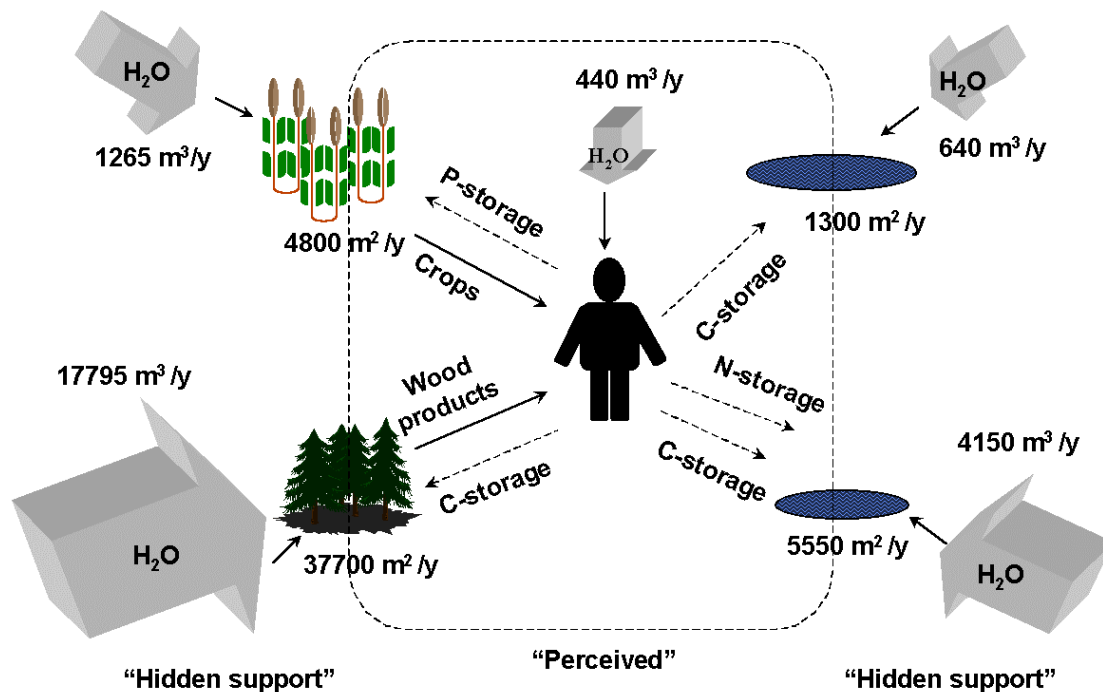 H₂O
1265 m³/y
4800 m²/y
440 m³/y
H₂O
H₂O
640 m³/y
1300 m²/y
P-storage
Crops
C-storage
17795 m³/y
H₂O
Wood
products
C-storage
37700 m²/y
N-storage
C-storage
4150 m³/y
5550 m²/y
H₂O
“Hidden support”
“Perceived”
“Hidden support”